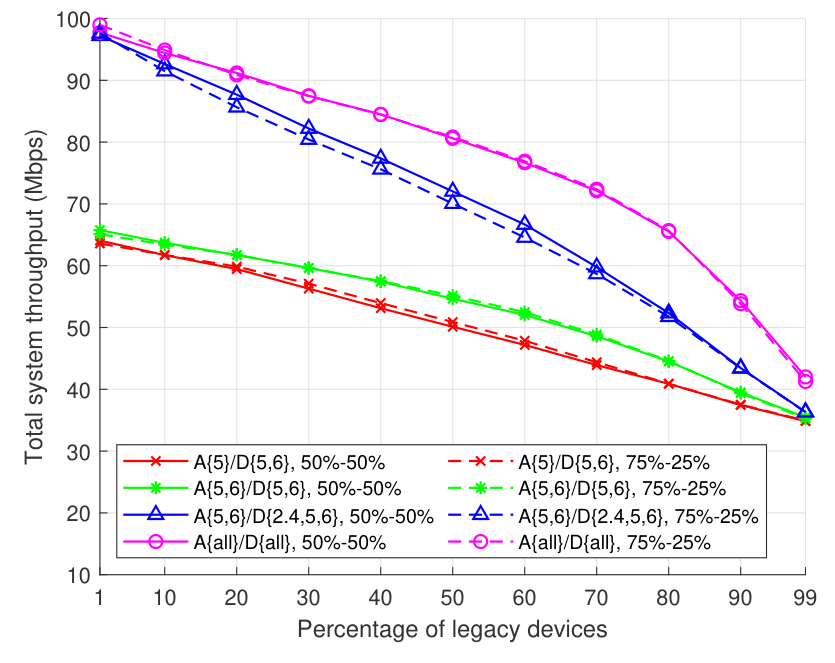 Total system throughput (Mbps)
100
90
80
70
60
50
40
30
20
10
A{5}/D{5,6}, 50%-50% A{5}/D{5,6}, 75%-25%
A{5,6}/D{5,6}, 50%-50% A{5,6}/D{5,6}, 75%-25%
A{5,6}/D{2.4,5,6}, 50%-50% A{5,6}/D{2.4,5,6}, 75%-25%
A{all}/D{all}, 50%-50% A{all}/D{all}, 75%-25%
1 10 20 30 40 50 60 70 80 90 99
Percentage of legacy devices